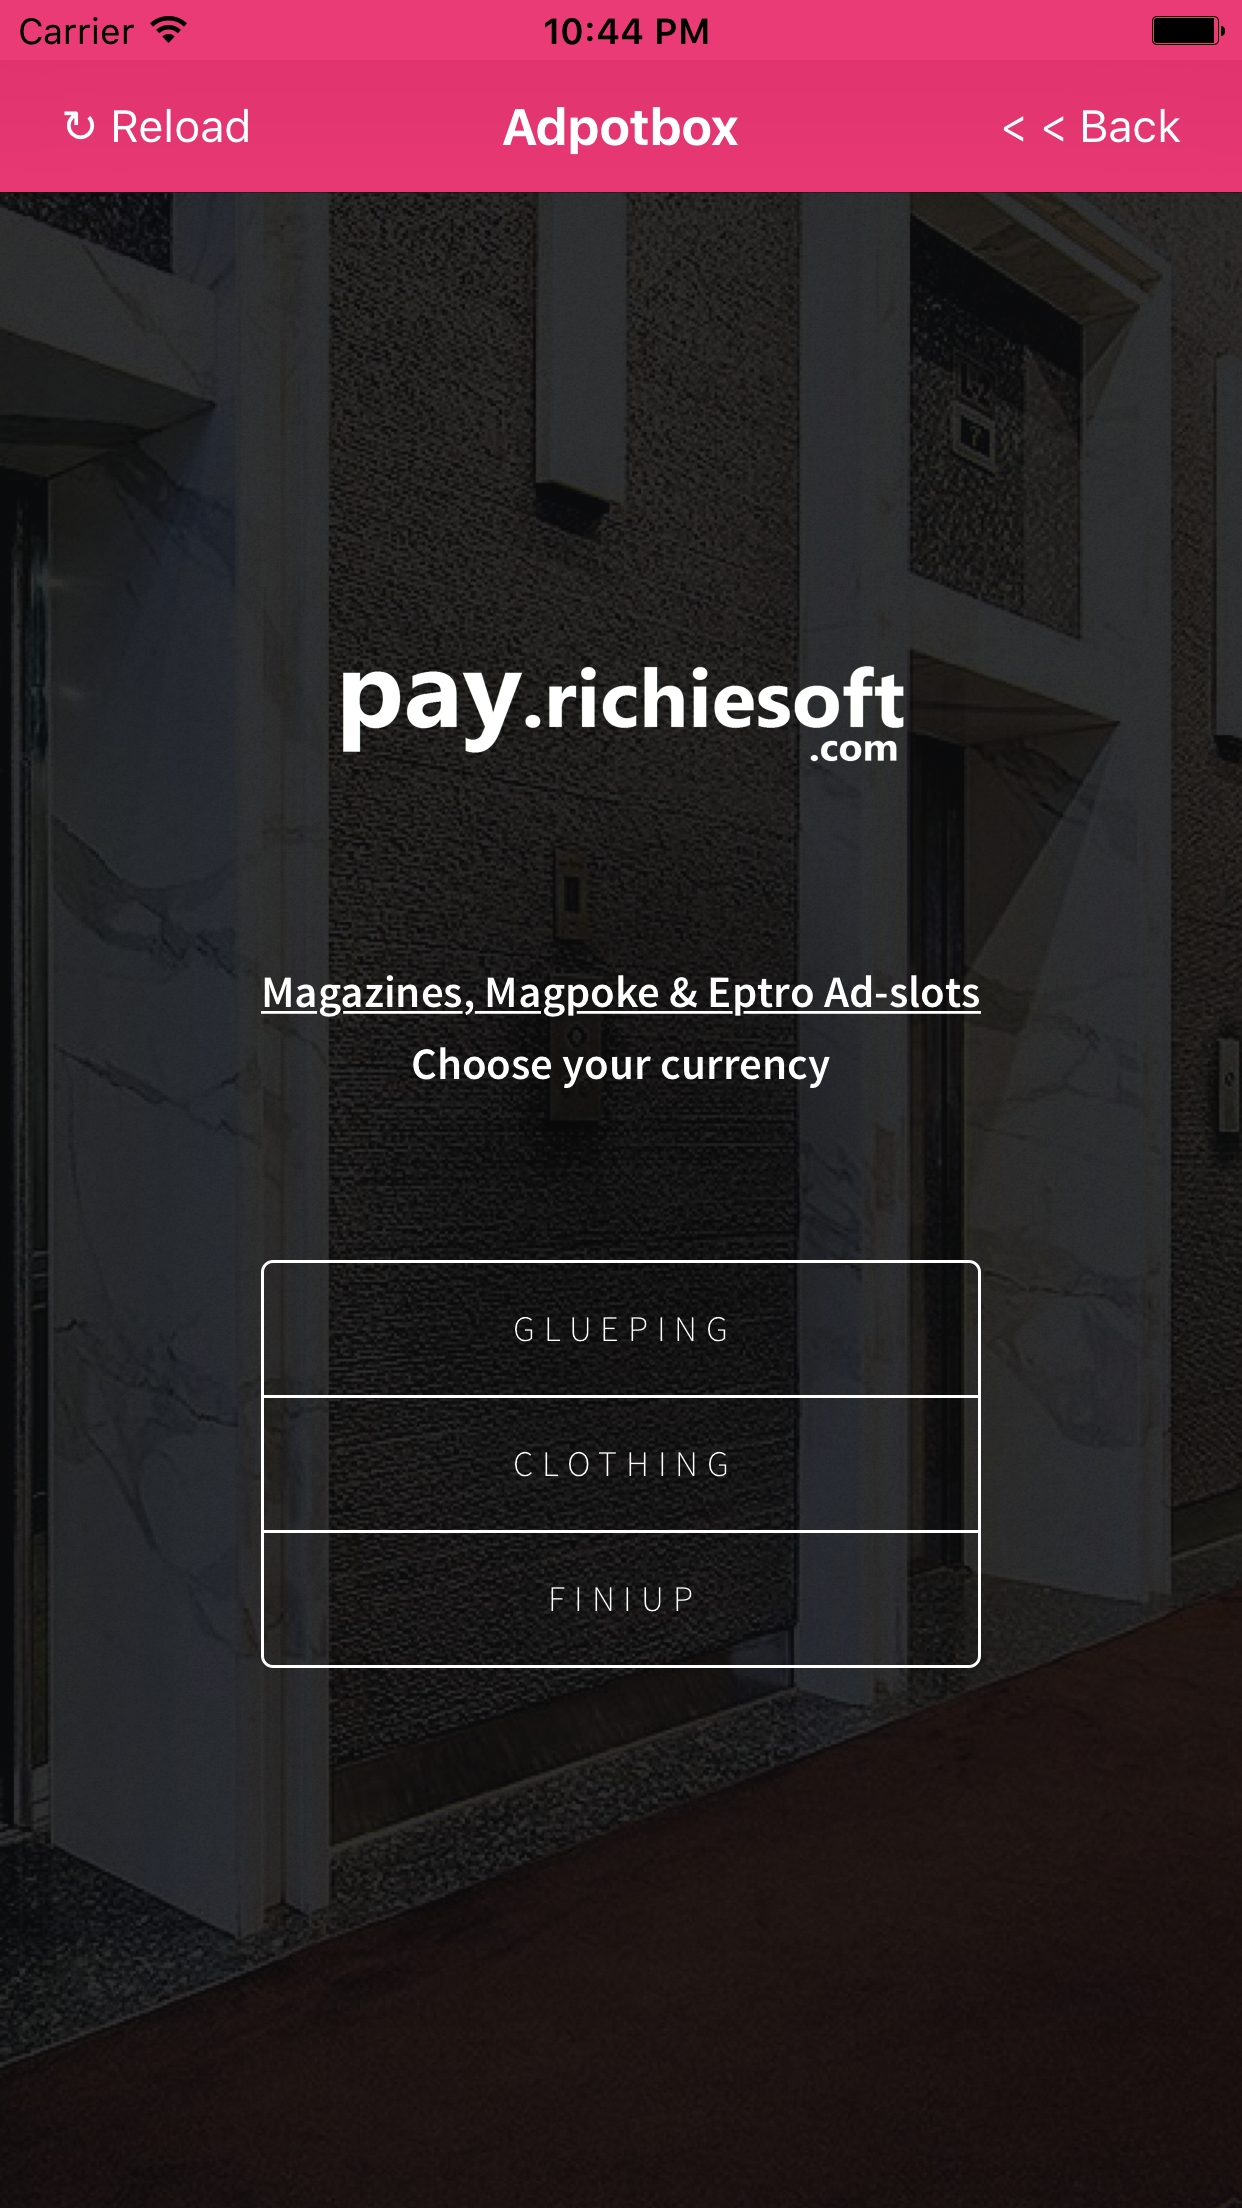 Carrier 10:44 PM
↻ Reload Adpotbox < < Back
pay.richiesoft
.com
Magazines, Magpoke & Eptro Ad-slots
Choose your currency
GLUEPING
CLOTHING
FINIUP